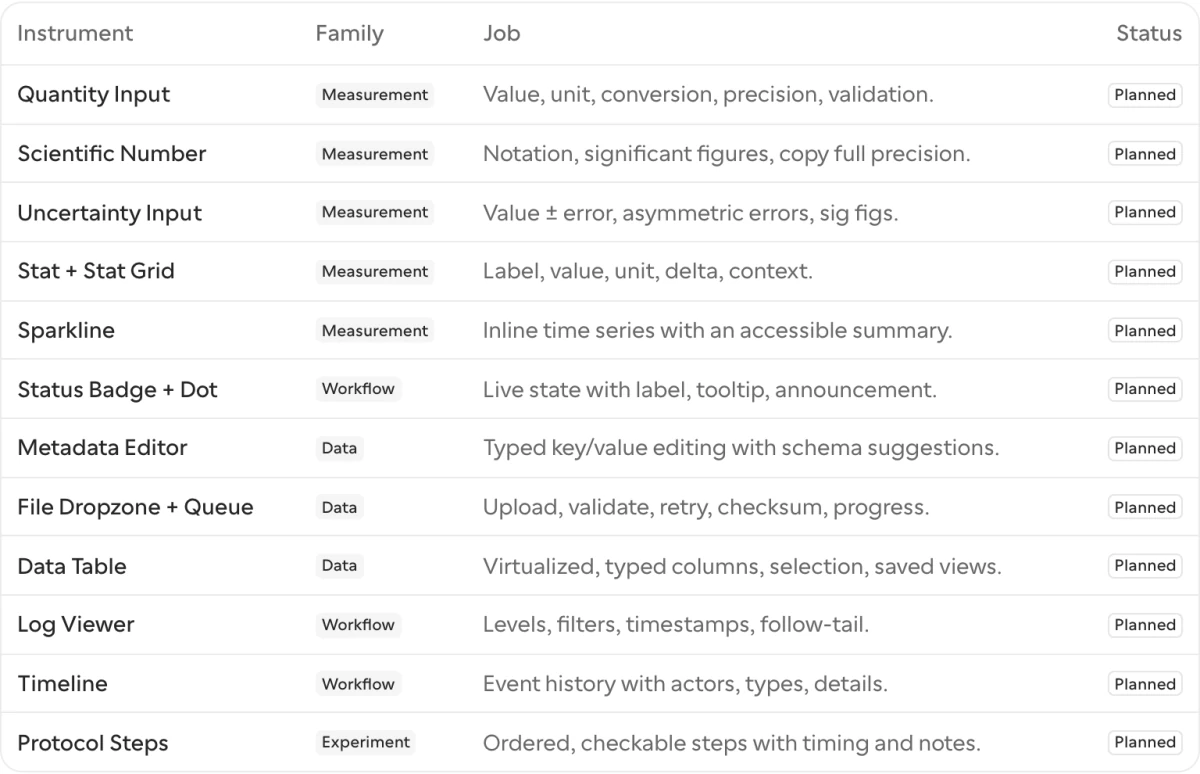 Instrument Family Job Status
Quantity Input Measurement Value, unit, conversion, precision, validation. Planned
Scientific Number Measurement Notation, significant figures, copy full precision. Planned
Uncertainty Input Measurement Value ± error, asymmetric errors, sig figs. Planned
Stat + Stat Grid Measurement Label, value, unit, delta, context. Planned
Sparkline Measurement Inline time series with an accessible summary. Planned
Status Badge + Dot Workflow Live state with label, tooltip, announcement. Planned
Metadata Editor Data Typed key/value editing with schema suggestions. Planned
File Dropzone + Queue Data Upload, validate, retry, checksum, progress. Planned
Data Table Data Virtualized, typed columns, selection, saved views. Planned
Log Viewer Workflow Levels, filters, timestamps, follow-tail. Planned
Timeline Workflow Event history with actors, types, details. Planned
Protocol Steps Experiment Ordered, checkable steps with timing and notes. Planned